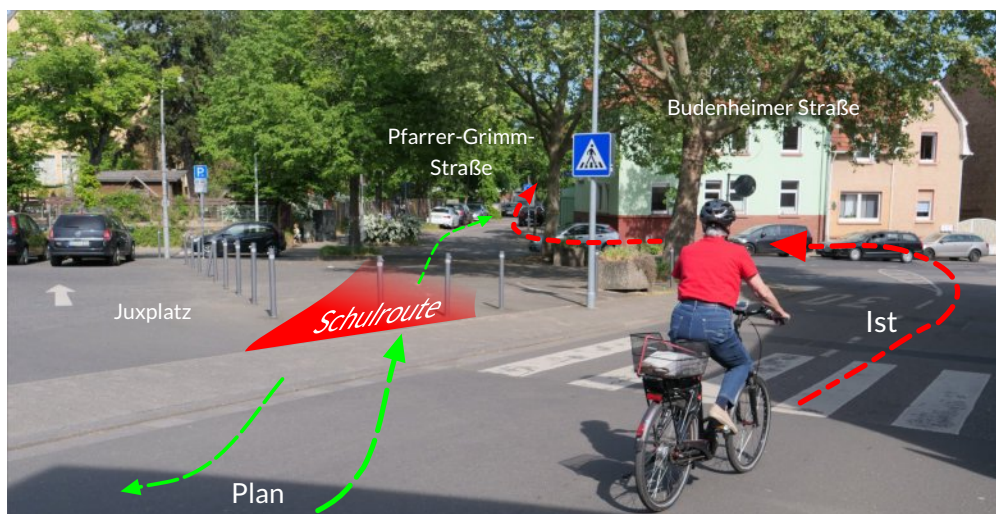 Budenheimer Straße
Pfarrer-Grimm-
Straße
P
Juxplatz
Schulroute
Ist
Plan